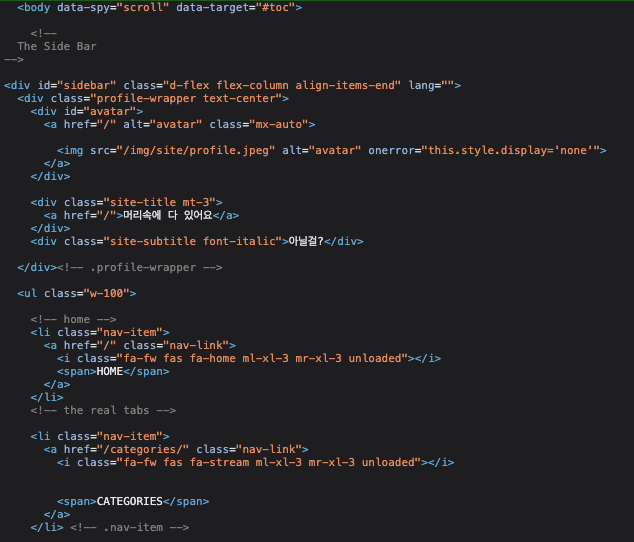 <body data-spy="scroll" data-target="#toc">
<!--
The Side Bar
-->
<div id="sidebar" class="d-flex flex-column align-items-end" lang="">
<div class="profile-wrapper text-center">
<div id="avatar">
<a href="/" alt="avatar" class="mx-auto">
<img src="/img/site/profile.jpeg" alt="avatar" onerror="this.style.display='none'">
</a>
</div>
<div class="site-title mt-3">
<a href="/">머리속에 다 있어요</a>
</div>
<div class="site-subtitle font-italic">아닐걸?</div>
</div><!-- .profile-wrapper -->
<ul class="w-100">
<!-- home -->
<li class="nav-item">
<a href="/" class="nav-link">
<i class="fa-fw fas fa-home ml-xl-3 mr-xl-3 unloaded"></i>
<span>HOME</span>
</a>
</li>
<!-- the real tabs -->
<li class="nav-item">
<a href="/categories/" class="nav-link">
<i class="fa-fw fas fa-stream ml-xl-3 mr-xl-3 unloaded"></i>
<span>CATEGORIES</span>
</a>
</li> <!-- .nav-item -->